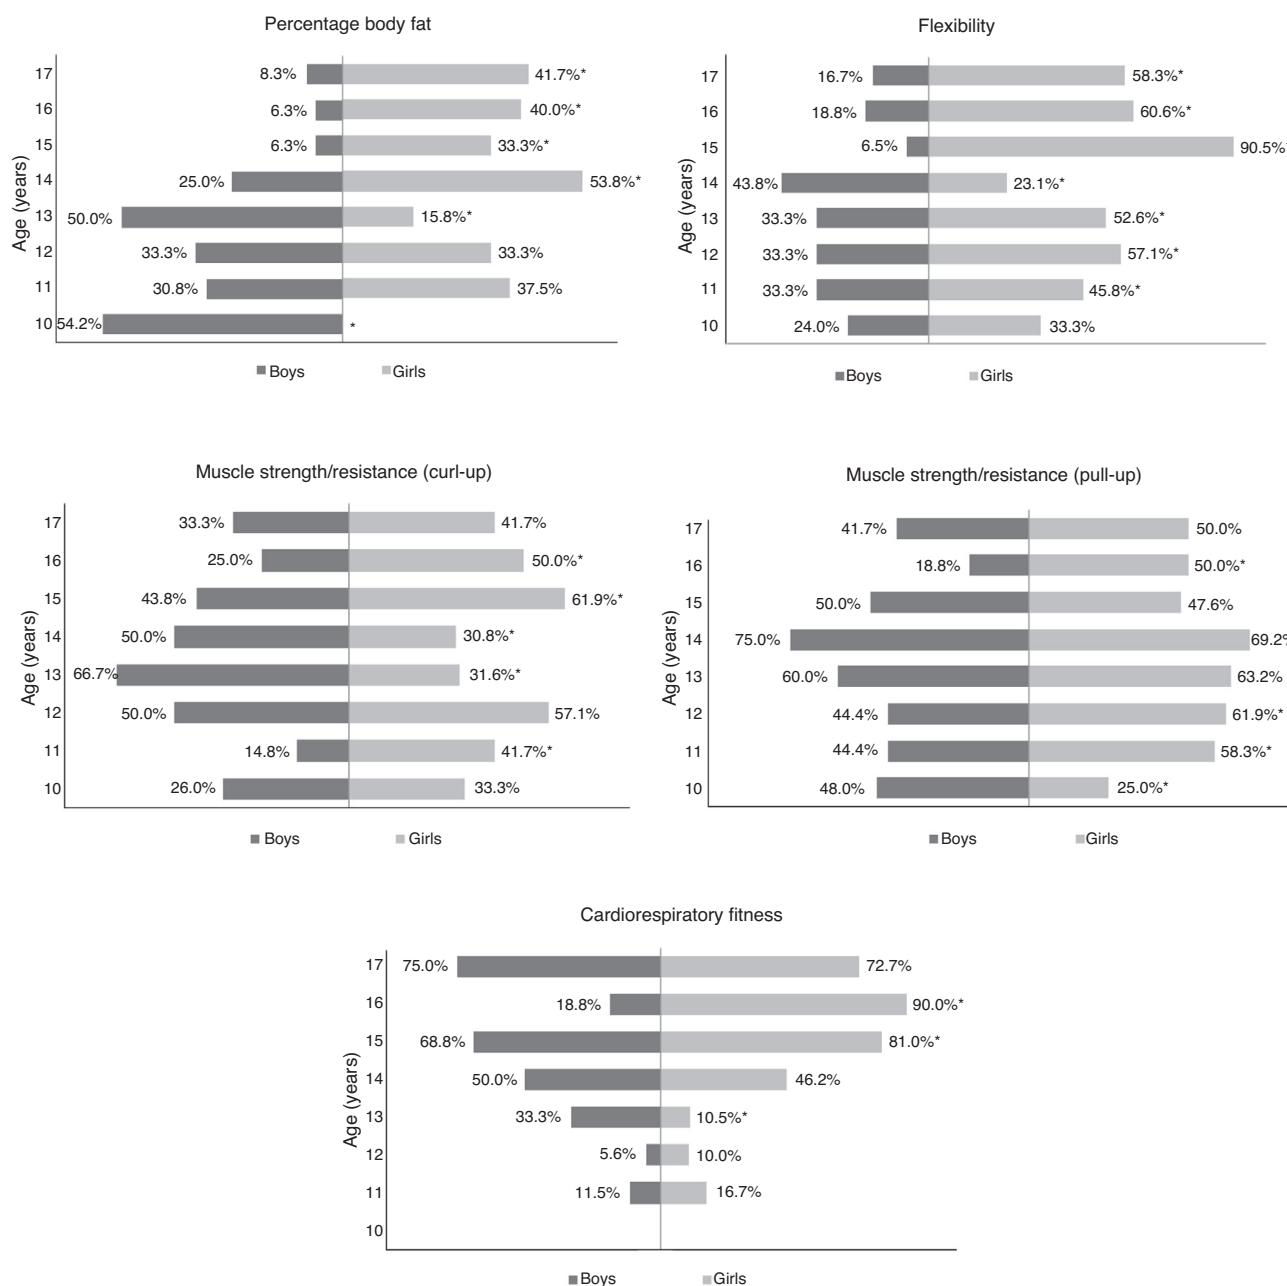 Percentage body fat
17 8.3% 41.7%*
16 6.3% 40.0%*
15 6.3% 33.3%*
14 25.0% 53.8%*
13 50.0% 15.8%*
12 33.3% 33.3%
11 30.8% 37.5%
10 54.2% *
Age (years)
Boys Girls
Flexibility
17 16.7% 58.3%*
16 18.8% 60.6%*
15 6.5% 90.5%*
14 43.8% 23.1%*
13 33.3% 52.6%*
12 33.3% 57.1%*
11 33.3% 45.8%*
10 24.0% 33.3%
Age (years)
Boys Girls
Muscle strength/resistance (curl-up)
17 33.3% 41.7%
16 25.0% 50.0%*
15 43.8% 61.9%*
14 50.0% 30.8%*
13 66.7% 31.6%*
12 50.0% 57.1%
11 14.8% 41.7%*
10 26.0% 33.3%
Age (years)
Boys Girls
Muscle strength/resistance (pull-up)
17 41.7% 50.0%
16 18.8% 50.0%*
15 50.0% 47.6%
14 75.0% 69.2%
13 60.0% 63.2%
12 44.4% 61.9%*
11 44.4% 58.3%*
10 48.0% 25.0%*
Age (years)
Boys Girls
Cardiorespiratory fitness
17 75.0% 72.7%
16 18.8% 90.0%*
15 68.8% 81.0%*
14 50.0% 46.2%
13 33.3% 10.5%*
12 5.6% 10.0%
11 11.5% 16.7%
10
Age (years)
Boys Girls